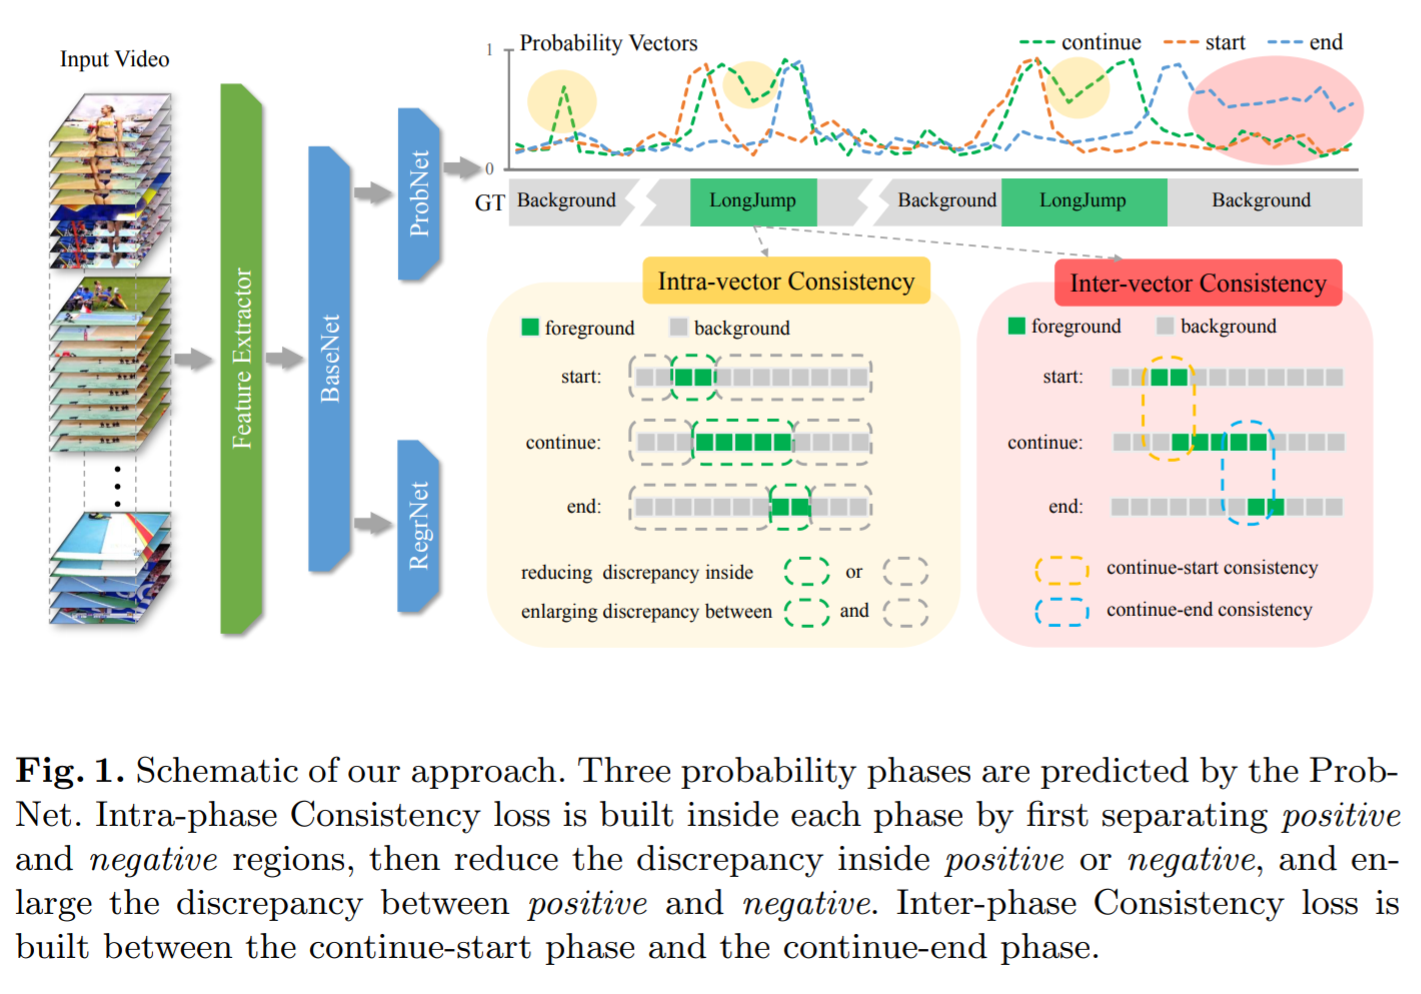 Input Video
Feature Extractor
BaseNet
ProbNet
RegrNet
1
Probability Vectors
continue
start
end
0
GT
Background
LongJump
Background
LongJump
Background
Intra-vector Consistency
foreground
background
start:
continue:
end:
reducing discrepancy inside
or
enlarging discrepancy between
and
Inter-vector Consistency
foreground
background
start:
continue:
end:
continue-start consistency
continue-end consistency
Fig. 1. Schematic of our approach. Three probability phases are predicted by the Prob-
Net. Intra-phase Consistency loss is built inside each phase by first separating positive
and negative regions, then reduce the discrepancy inside positive or negative, and en-
large the discrepancy between positive and negative. Inter-phase Consistency loss is
built between the continue-start phase and the continue-end phase.